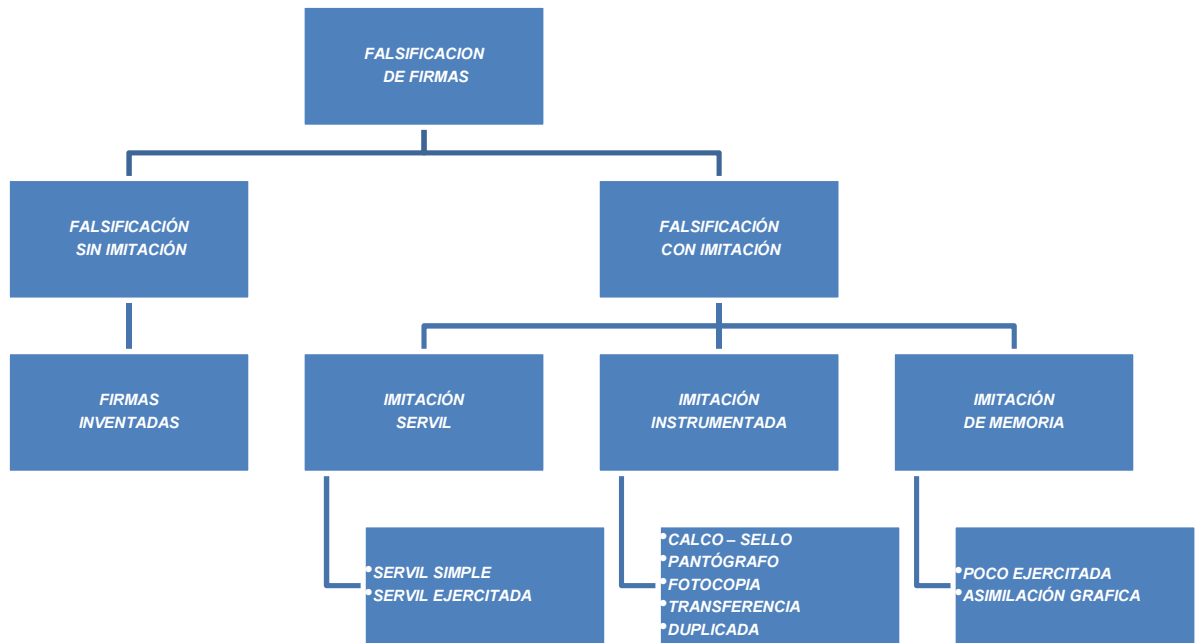 FALSIFICACION
DE FIRMAS
FALSIFICACIÓN
SIN IMITACIÓN
FALSIFICACIÓN
CON IMITACIÓN
FIRMAS
INVENTADAS
IMITACIÓN
SERVIL
IMITACIÓN
INSTRUMENTADA
IMITACIÓN
DE MEMORIA
•SERVIL SIMPLE
•SERVIL EJERCITADA
•CALCO – SELLO
•PANTÓGRAFO
•FOTOCOPIA
•TRANSFERENCIA
•DUPLICADA
•POCO EJERCITADA
•ASIMILACIÓN GRAFICA